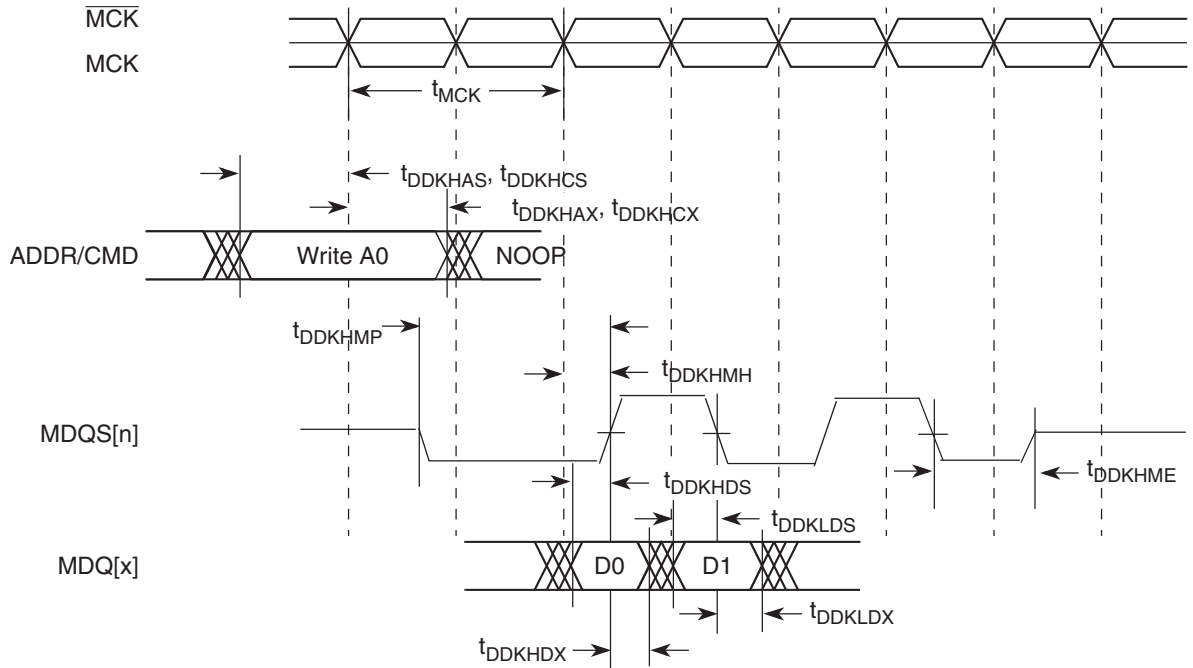 MCK
MCK
tMCK
tDDKHAS, tDDKHCS
tDDKHAX, tDDKHCX
ADDR/CMD
Write A0
NOOP
tDDKHMP
tDDKHMH
MDQS[n]
tDDKHDS
tDDKHME
tDDKLDS
MDQ[x]
D0
D1
tDDKLDX
tDDKHDX